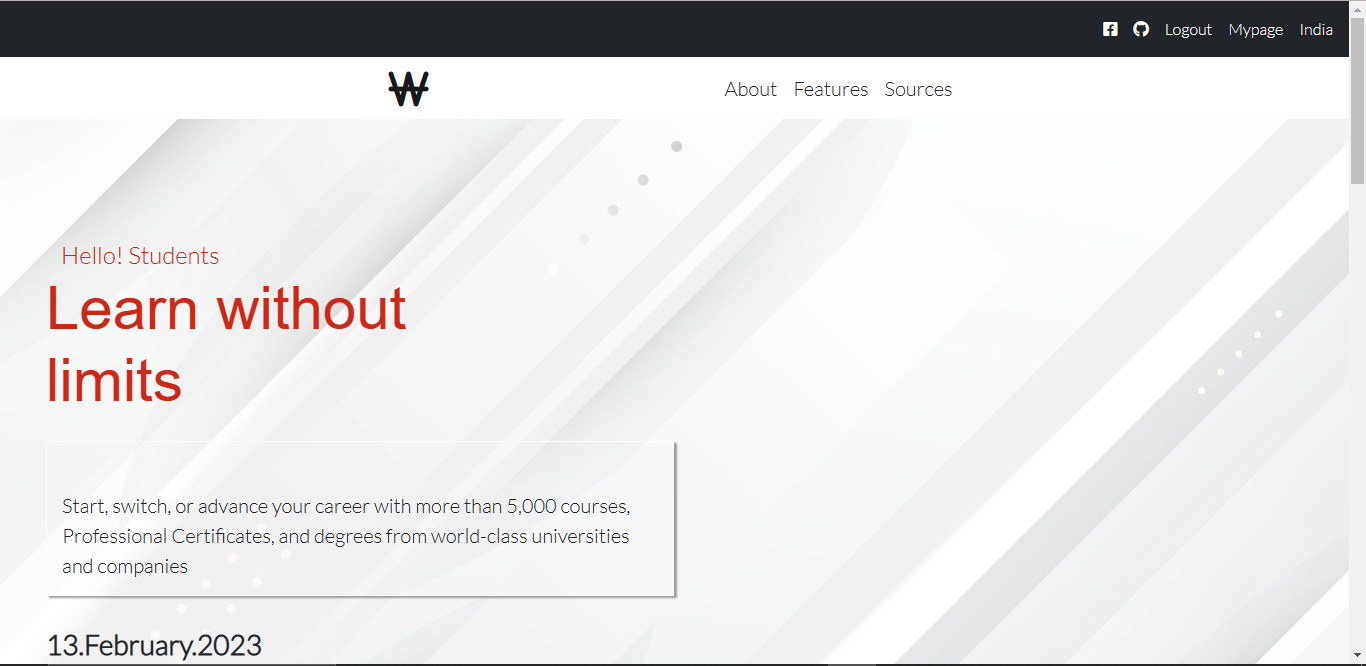 Logout Mypage India
₩ About Features Sources
Hello! Students
Learn without
limits
Start, switch, or advance your career with more than 5,000 courses,
Professional Certificates, and degrees from world-class universities
and companies
13.February.2023